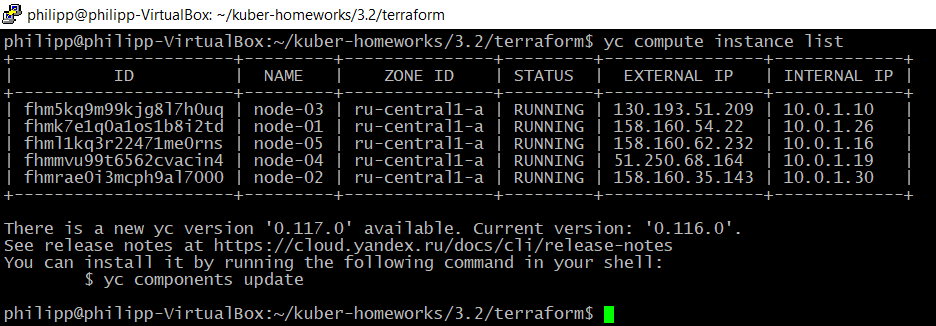 philipp@philipp-VirtualBox: ~/kuber-homeworks/3.2/terraform
philipp@philipp-VirtualBox:~/kuber-homeworks/3.2/terraform$ yc compute instance list
+----------------------+---------+---------------+---------+----------------+-------------+
|          ID          |  NAME   |    ZONE ID    | STATUS  |  EXTERNAL IP   | INTERNAL IP |
+----------------------+---------+---------------+---------+----------------+-------------+
| fhm5kq9m99kjg8l7h0uq | node-03 | ru-central1-a | RUNNING | 130.193.51.209 | 10.0.1.10   |
| fhmk7e1q0a1os1b8i2td | node-01 | ru-central1-a | RUNNING | 158.160.54.22  | 10.0.1.26   |
| fhml1kq3r22471me0rns | node-05 | ru-central1-a | RUNNING | 158.160.62.232 | 10.0.1.16   |
| fhmmvu99t6562cvacin4 | node-04 | ru-central1-a | RUNNING | 51.250.68.164  | 10.0.1.19   |
| fhmrae0i3mcph9al7000 | node-02 | ru-central1-a | RUNNING | 158.160.35.143 | 10.0.1.30   |
+----------------------+---------+---------------+---------+----------------+-------------+
There is a new yc version '0.117.0' available. Current version: '0.116.0'.
See release notes at https://cloud.yandex.ru/docs/cli/release-notes
You can install it by running the following command in your shell:
        $ yc components update
philipp@philipp-VirtualBox:~/kuber-homeworks/3.2/terraform$